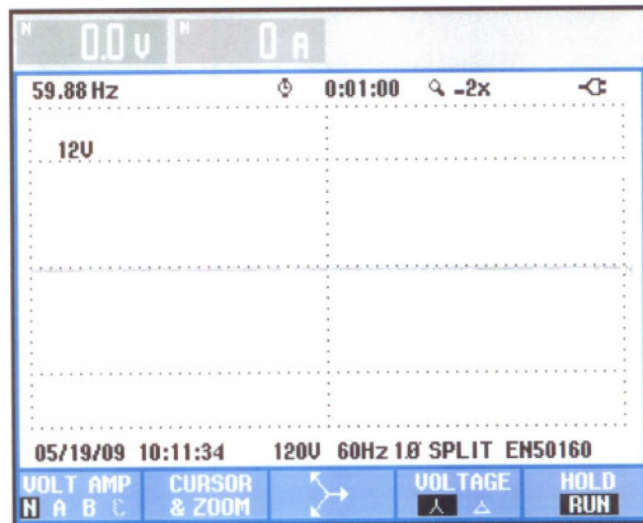 N 0.0 V N 0 A
59.88 Hz 0:01:00 -2x
12V
05/19/09 10:11:34 120V 60Hz 1Ø SPLIT EN50160
VOLT AMP CURSOR VOLTAGE HOLD
N A B C & ZOOM RUN